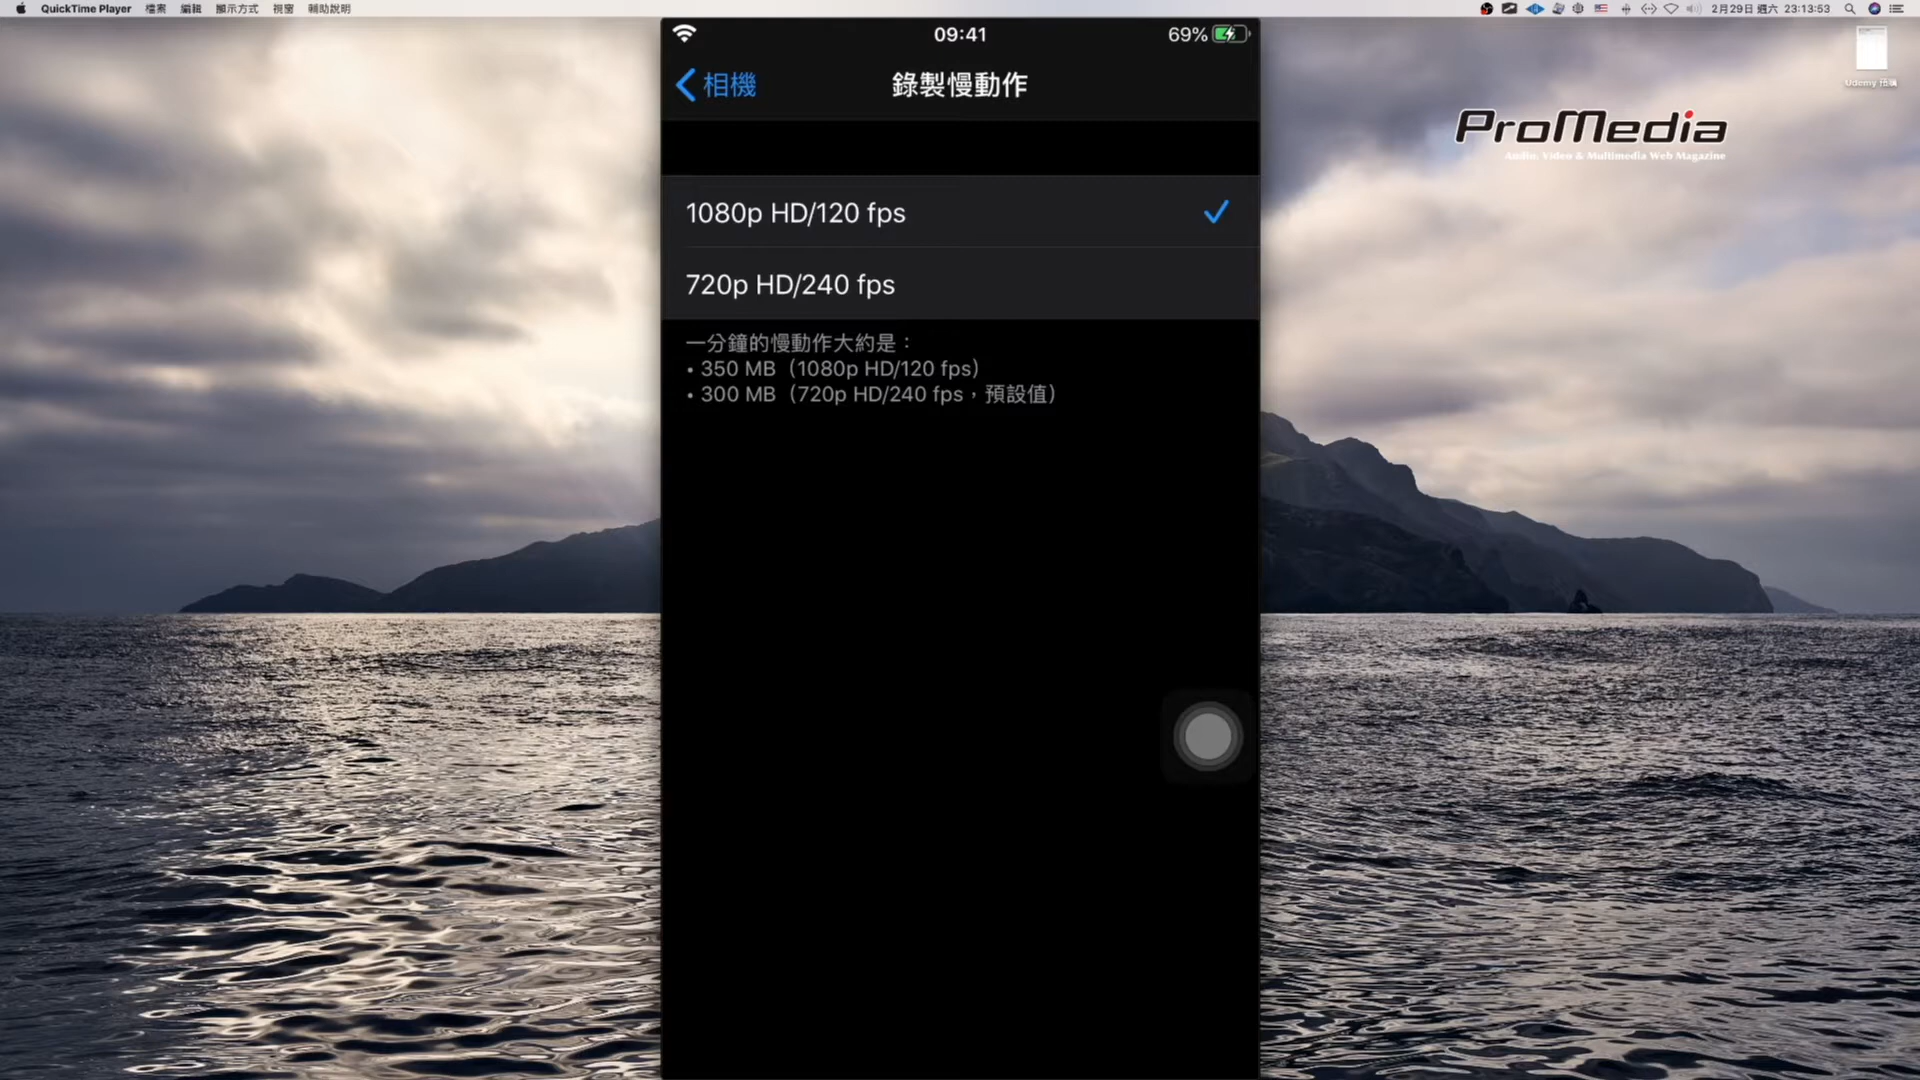 QuickTime Player 檔案 編輯 顯示方式 視窗 輔助說明
2月29日 週六 23:13:53
09:41
69%
相機
錄製慢動作
Udemy
ProMedia
Audio, Video & Multimedia Web Magazine
1080p HD/120 fps
720p HD/240 fps
一分鐘的慢動作大約是：
• 350 MB（1080p HD/120 fps）
• 300 MB（720p HD/240 fps，預設值）